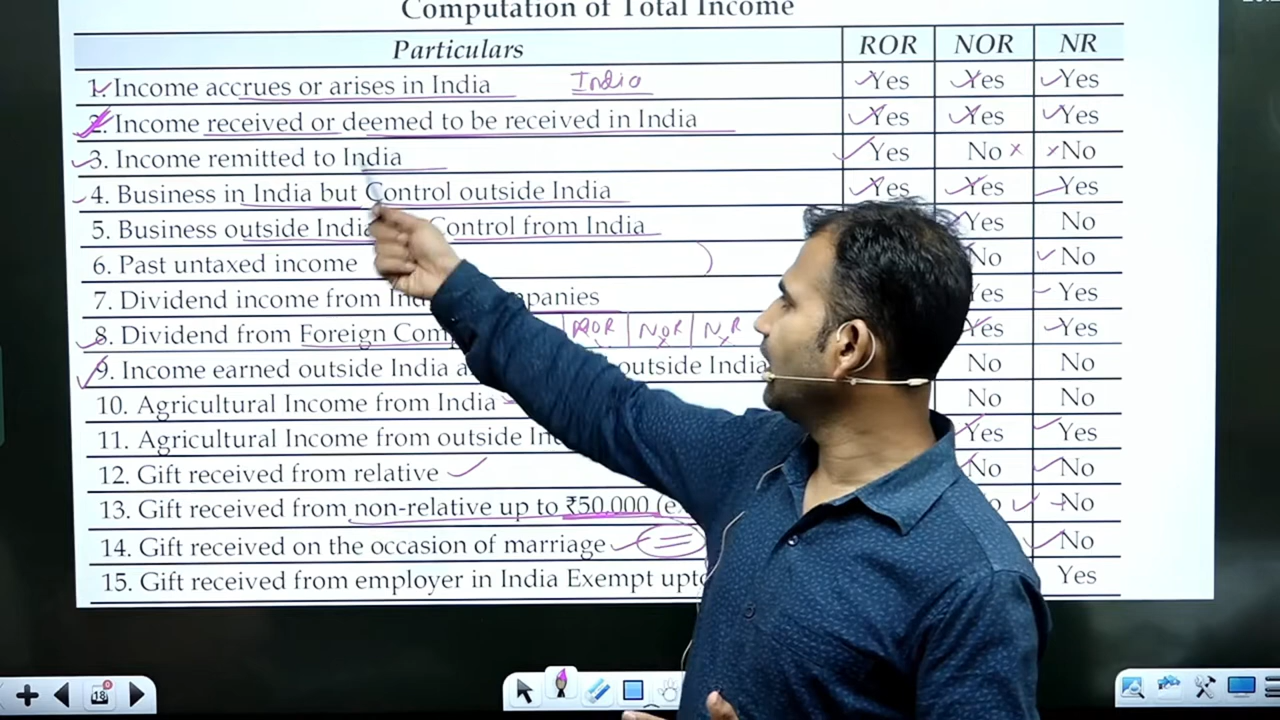 Computation of Total Income
Particulars ROR NOR NR
1. Income accrues or arises in India India Yes Yes Yes
2. Income received or deemed to be received in India Yes Yes Yes
3. Income remitted to India Yes No × × No
4. Business in India but Control outside India Yes Yes Yes
5. Business outside India Control from India Yes No
6. Past untaxed income No No
7. Dividend income from Yes Yes
8. Dividend from Foreign ROR NOR NR Yes Yes
9. Income earned outside India outside India No No
10. Agricultural Income from India No No
11. Agricultural Income from outside Yes Yes
12. Gift received from relative No No
13. Gift received from non-relative up to ₹50,000 No
14. Gift received on the occasion of marriage No
15. Gift received from employer in India Exempt Yes
18